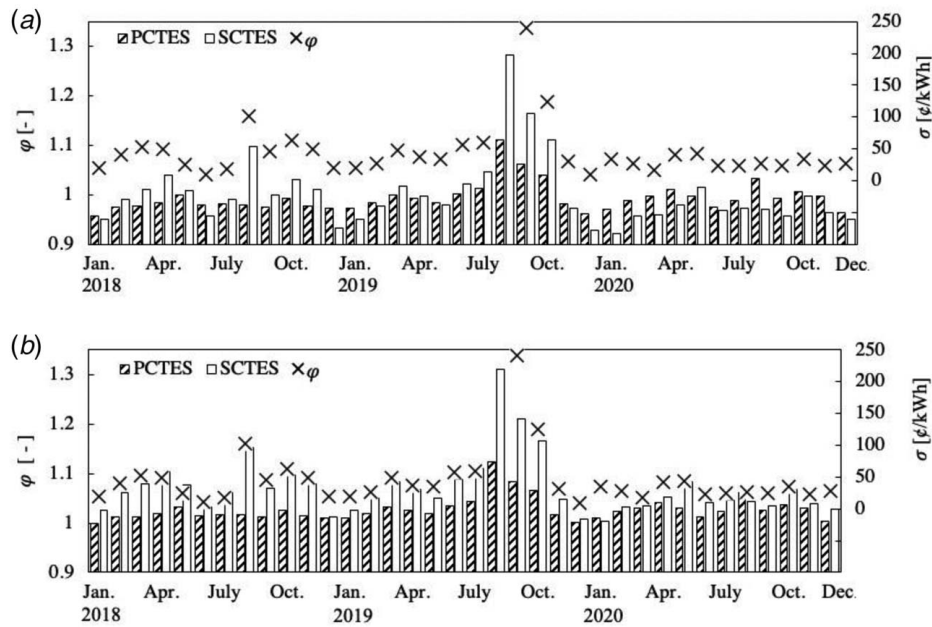 (a)
PCTES SCTES φ
φ [-]
1.3
1.2
1.1
1
0.9
250
200
150
100
50
0
σ [¢/kWh]
Jan. Apr. July Oct. Jan. Apr. July Oct. Jan. Apr. July Oct. Dec.
2018 2019 2020
(b)
PCTES SCTES φ
φ [-]
1.3
1.2
1.1
1
0.9
250
200
150
100
50
0
σ [¢/kWh]
Jan. Apr. July Oct. Jan. Apr. July Oct. Jan. Apr. July Oct. Dec.
2018 2019 2020